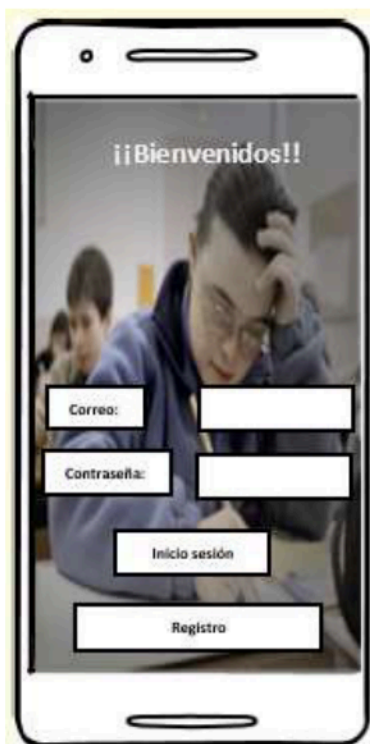 ¡¡Bienvenidos!!
Correo:
Contraseña:
Inicio sesión
Registro